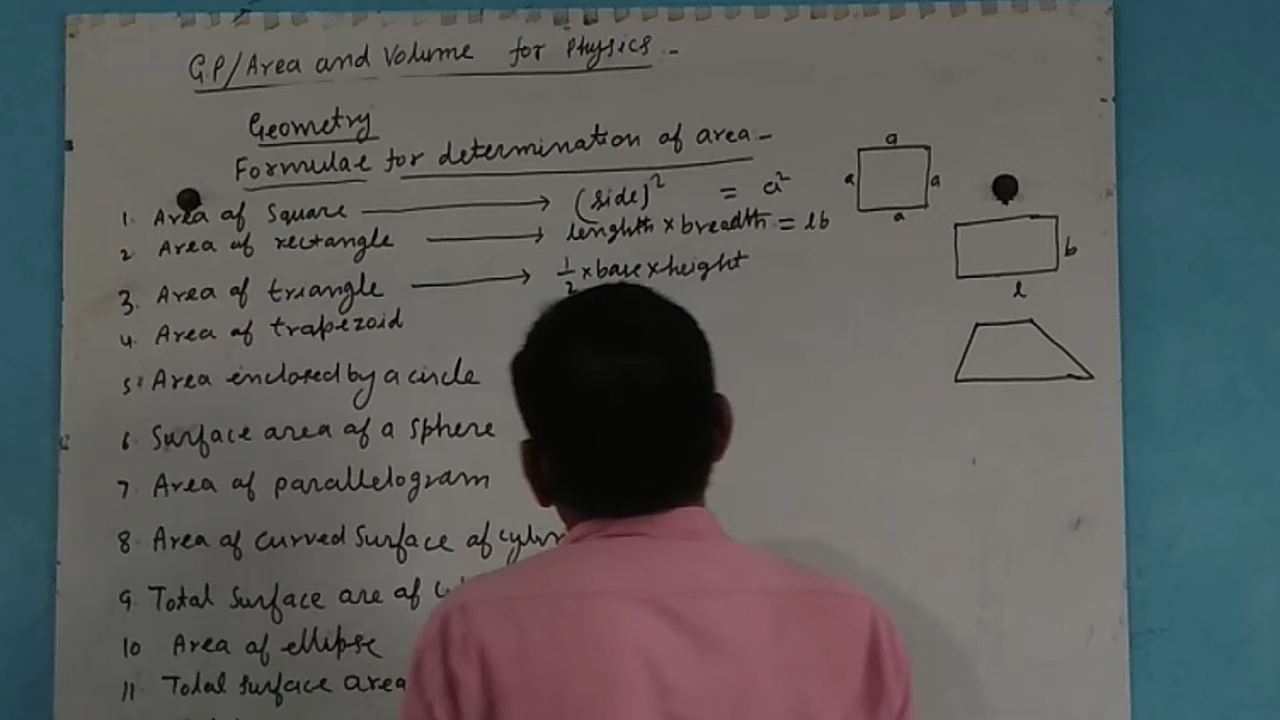 GP/Area and Volume for Physics -
Geometry
Formulae for determination of area -
1. Area of Square → (side)² = a²
2 Area of rectangle → lenghth × breadth = lb
3. Area of triangle → 1/2 × base × height
4. Area of trapezoid
5. Area enclosed by a circle
6. Surface area of a sphere
7. Area of parallelogram
8. Area of curved surface of
9. Total surface are of
10 Area of ellipse
11. Total surface area
a
a
a
a
b
l